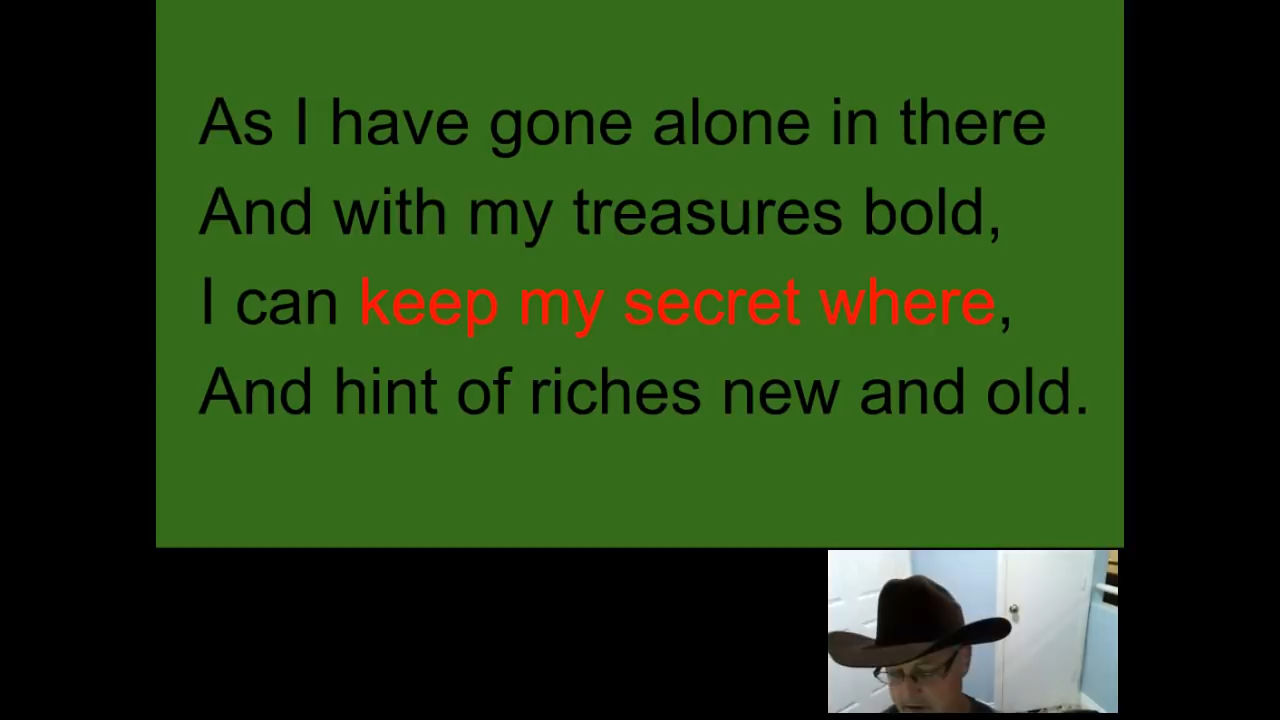 As I have gone alone in there
And with my treasures bold,
I can keep my secret where,
And hint of riches new and old.